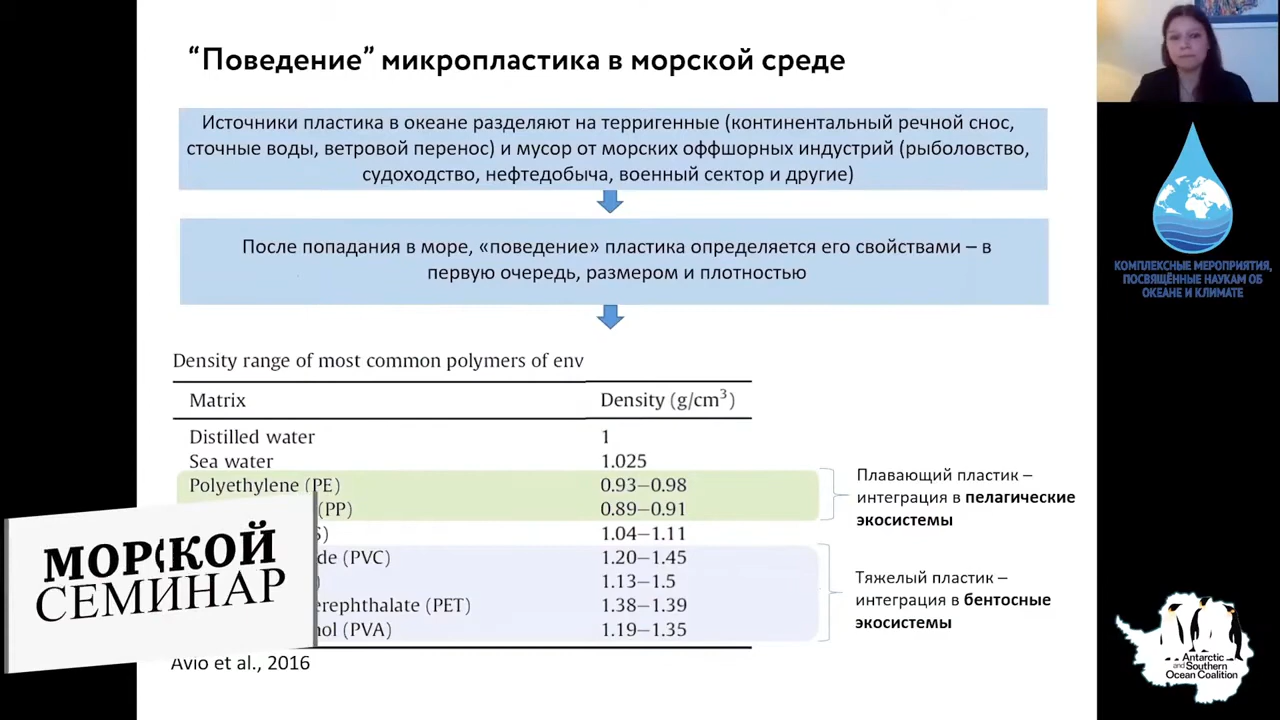 “Поведение” микропластика в морской среде
Источники пластика в океане разделяют на терригенные (континентальный речной снос,
сточные воды, ветровой перенос) и мусор от морских оффшорных индустрий (рыболовство,
судоходство, нефтедобыча, военный сектор и другие)
После попадания в море, «поведение» пластика определяется его свойствами – в
первую очередь, размером и плотностью
Density range of most common polymers of env
Matrix Density (g/cm³)
Distilled water 1
Sea water 1.025
Polyethylene (PE) 0.93–0.98
(PP) 0.89–0.91
S) 1.04–1.11
de (PVC) 1.20–1.45
) 1.13–1.5
erephthalate (PET) 1.38–1.39
ol (PVA) 1.19–1.35
Avio et al., 2016
Плавающий пластик –
интеграция в пелагические
экосистемы
Тяжелый пластик –
интеграция в бентосные
экосистемы
МОРСКОЙ
СЕМИНАР
КОМПЛЕКСНЫЕ МЕРОПРИЯТИЯ,
ПОСВЯЩЁННЫЕ НАУКАМ ОБ
ОКЕАНЕ И КЛИМАТЕ
Antarctic
and Southern
Ocean Coalition